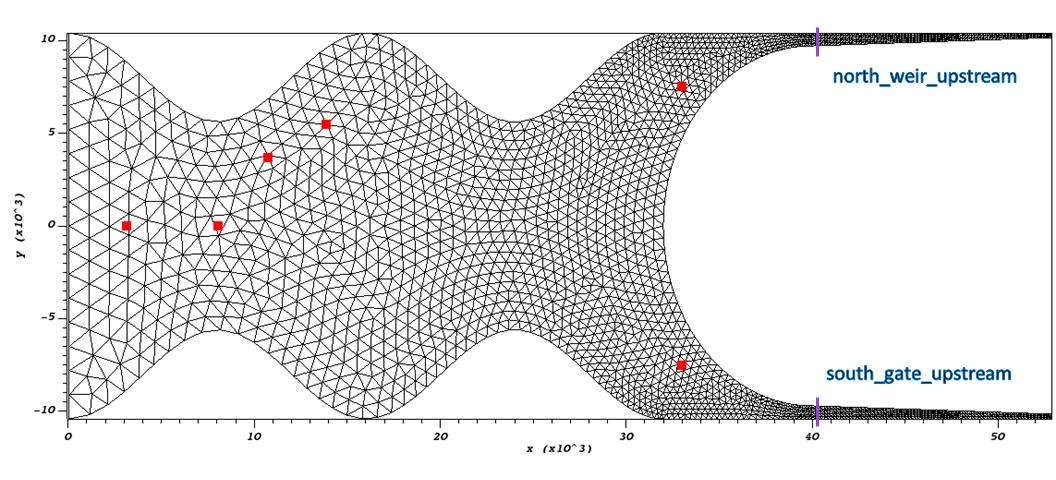 10
5
0
-5
-10
y (x10^3)
north_weir_upstream
south_gate_upstream
0 10 20 30 40 50
x (x10^3)